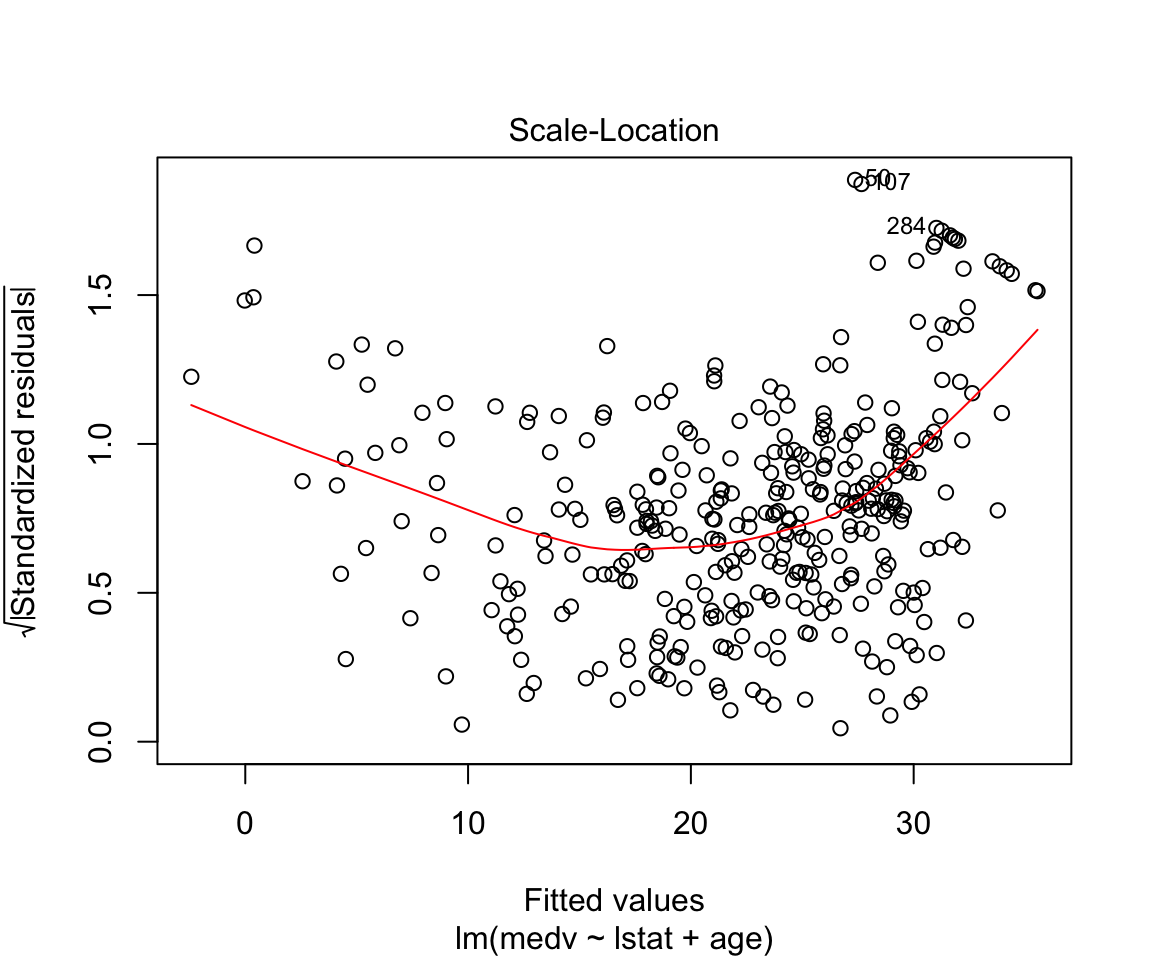 Scale-Location
50
107
284
√|Standardized residuals|
0.0 0.5 1.0 1.5
0 10 20 30
Fitted values
lm(medv ~ lstat + age)